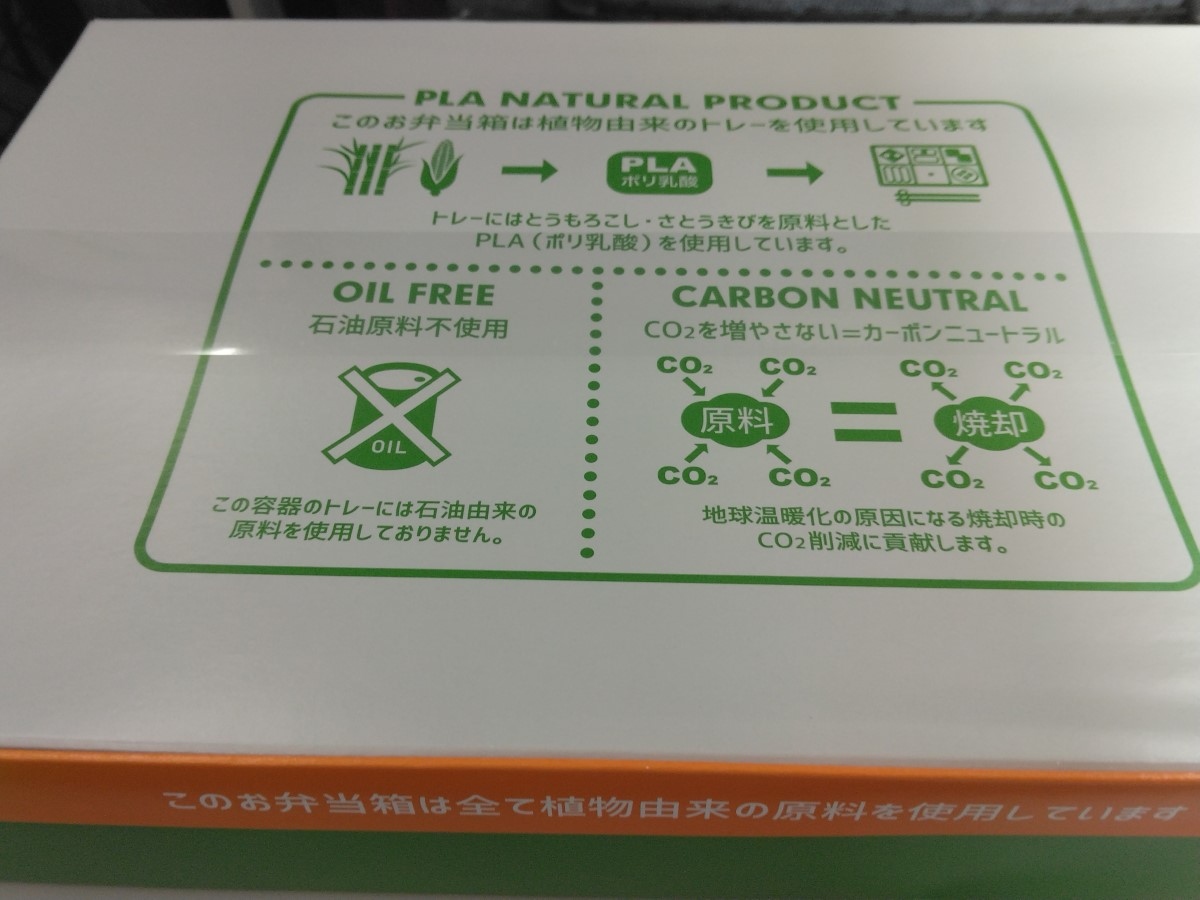 PLA NATURAL PRODUCT
このお弁当箱は植物由来のトレーを使用しています
PLA
ポリ乳酸
トレーにはとうもろこし・さとうきびを原料とした
PLA(ポリ乳酸)を使用しています。
OIL FREE
石油原料不使用
OIL
この容器のトレーには石油由来の
原料を使用しておりません。
CARBON NEUTRAL
CO₂を増やさない=カーボンニュートラル
CO₂ CO₂ CO₂ CO₂
原料 = 焼却
CO₂ CO₂ CO₂ CO₂
地球温暖化の原因になる焼却時の
CO₂削減に貢献します。
このお弁当箱は全て植物由来の原料を使用しています